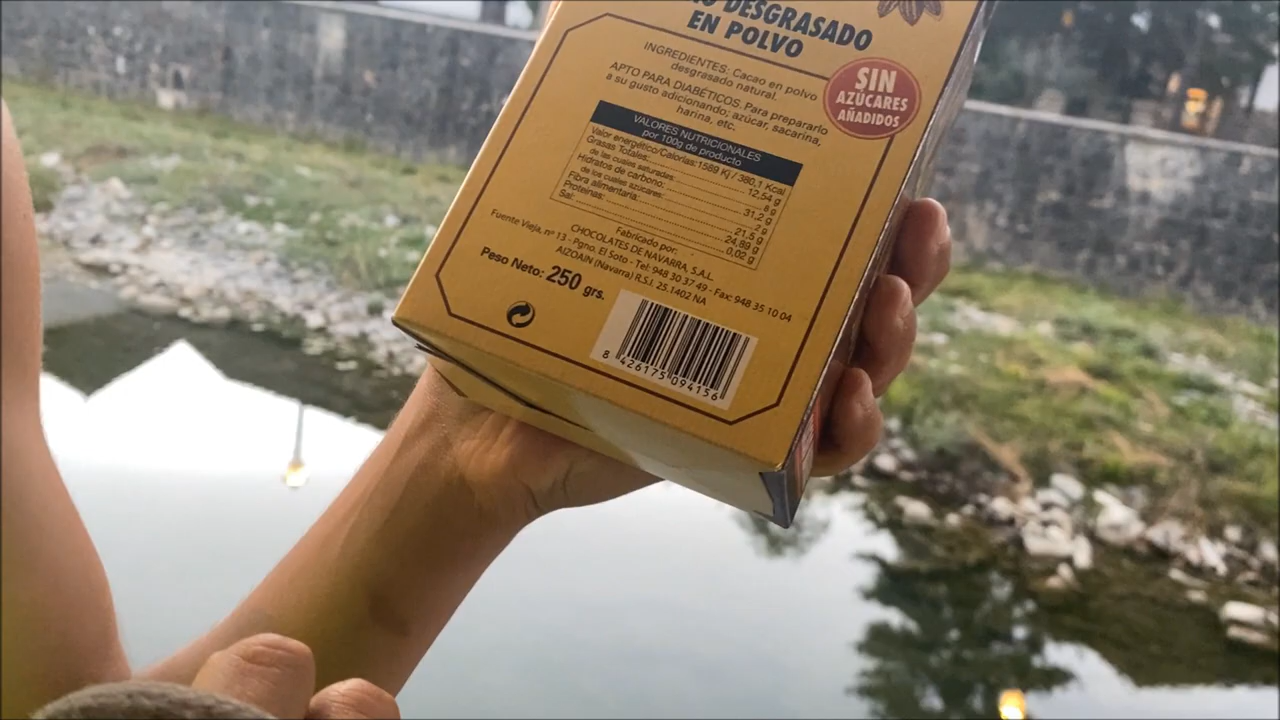 DESGRASADO
EN POLVO
INGREDIENTES: Cacao en polvo
desgrasado natural.
APTO PARA DIABÉTICOS. Para prepararlo
a su gusto adicionando; azúcar, sacarina,
harina, etc.
SIN
AZÚCARES
AÑADIDOS
VALORES NUTRICIONALES
por 100g de producto
Valor energético/Calorías: 1589 Kj / 380,1 Kcal
Grasas Totales: 12,54 g
de las cuales saturadas: 8 g
Hidratos de carbono: 31,2 g
de los cuales azúcares: 2 g
Fibra alimentaria: 21,5 g
Proteínas: 24,89 g
Sal: 0,02 g
Fabricado por:
CHOCOLATES DE NAVARRA, S.A.L.
Fuente Vieja, nº 13 - Pgno. El Soto - Tel: 948 30 37 49 - Fax: 948 35 10 04
AIZOAIN (Navarra) R.S.I. 25.1402 NA
Peso Neto: 250 grs.
8 426175 094156